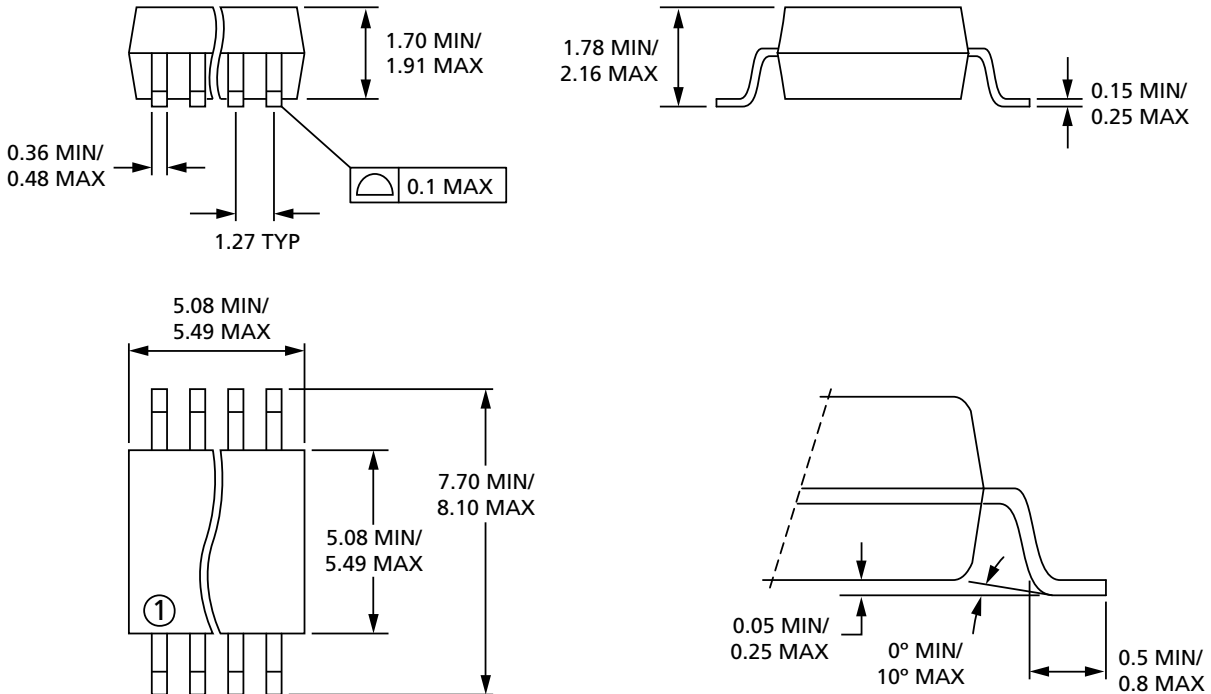 1.70 MIN/
1.91 MAX
1.78 MIN/
2.16 MAX
0.15 MIN/
0.25 MAX
0.36 MIN/
0.48 MAX
0.1 MAX
1.27 TYP
5.08 MIN/
5.49 MAX
7.70 MIN/
8.10 MAX
5.08 MIN/
5.49 MAX
1
0.05 MIN/
0.25 MAX
0º MIN/
10º MAX
0.5 MIN/
0.8 MAX